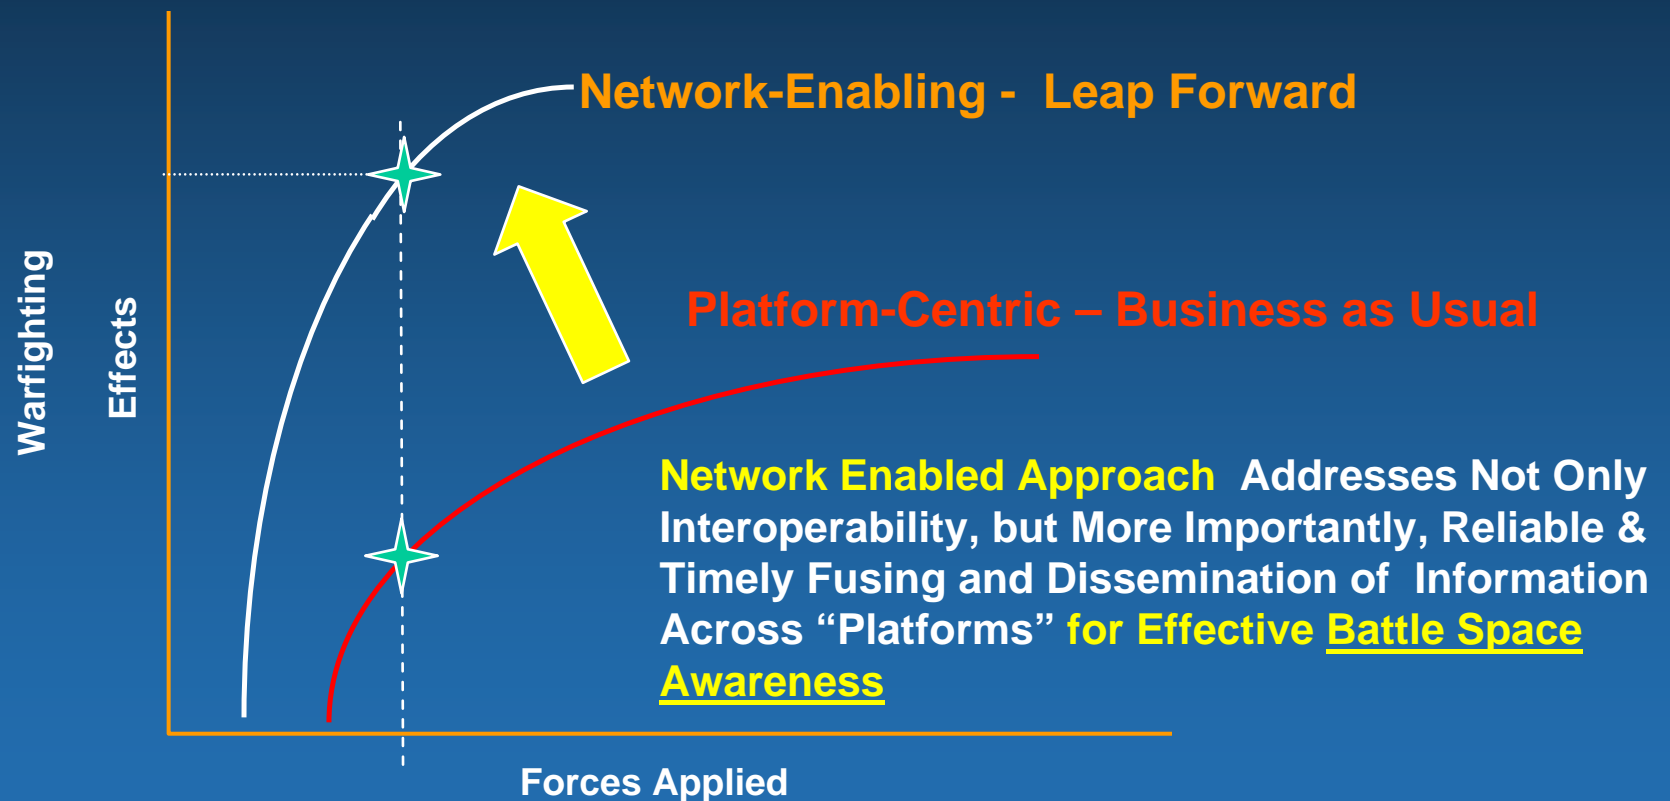 Network-Enabling - Leap Forward
Warfighting
Effects
Platform-Centric – Business as Usual
Network Enabled Approach Addresses Not Only
Interoperability, but More Importantly, Reliable &
Timely Fusing and Dissemination of Information
Across “Platforms” for Effective Battle Space
Awareness
Forces Applied